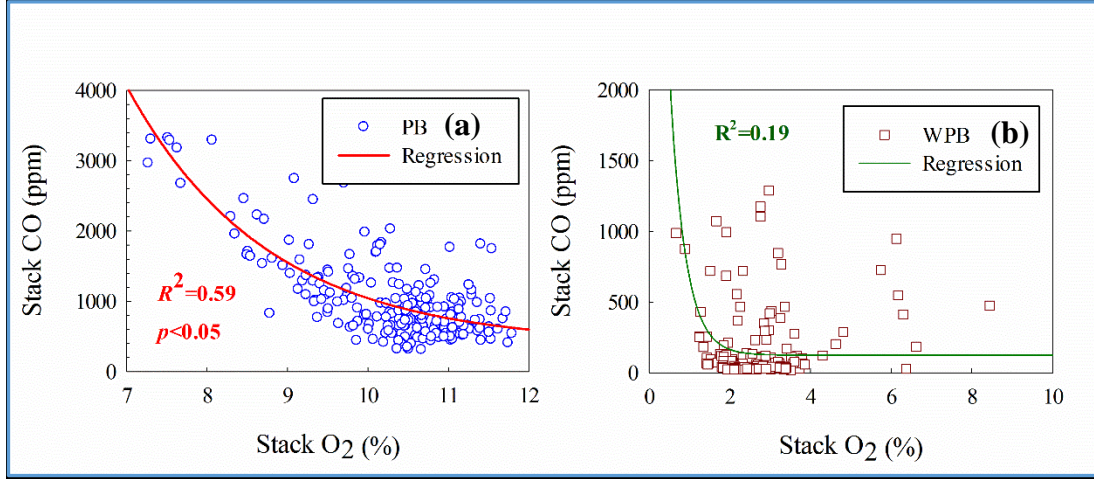 4000
3000
2000
1000
0
7 8 9 10 11 12
Stack CO (ppm)
Stack O2 (%)
PB (a)
Regression
R2=0.59
p<0.05
2000
1500
1000
500
0
0 2 4 6 8 10
Stack CO (ppm)
Stack O2 (%)
R2=0.19
WPB (b)
Regression